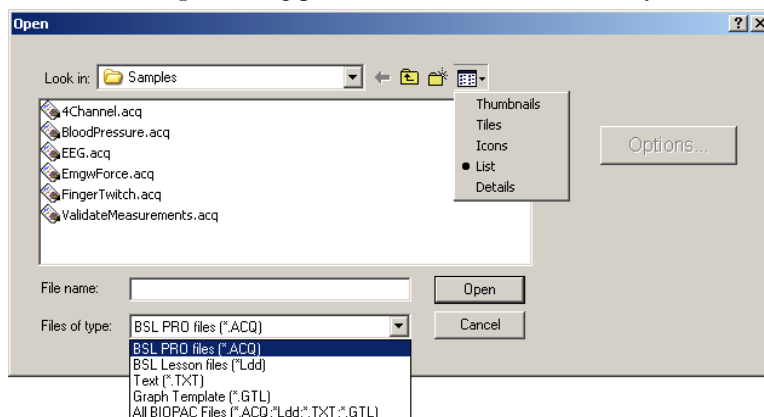 Open
Look in: Samples
4Channel.acq
BloodPressure.acq
EEG.acq
EmgwForce.acq
FingerTwitch.acq
ValidateMeasurements.acq
Thumbnails
Tiles
Icons
List
Details
Options...
File name:
Open
Files of type: BSL PRO files (*.ACQ)
Cancel
BSL PRO files (*.ACQ)
BSL Lesson files (*Ldd)
Text (*.TXT)
Graph Template (*.GTL)
All BIOPAC Files (*.ACQ;*Ldd;*.TXT;*.GTL)